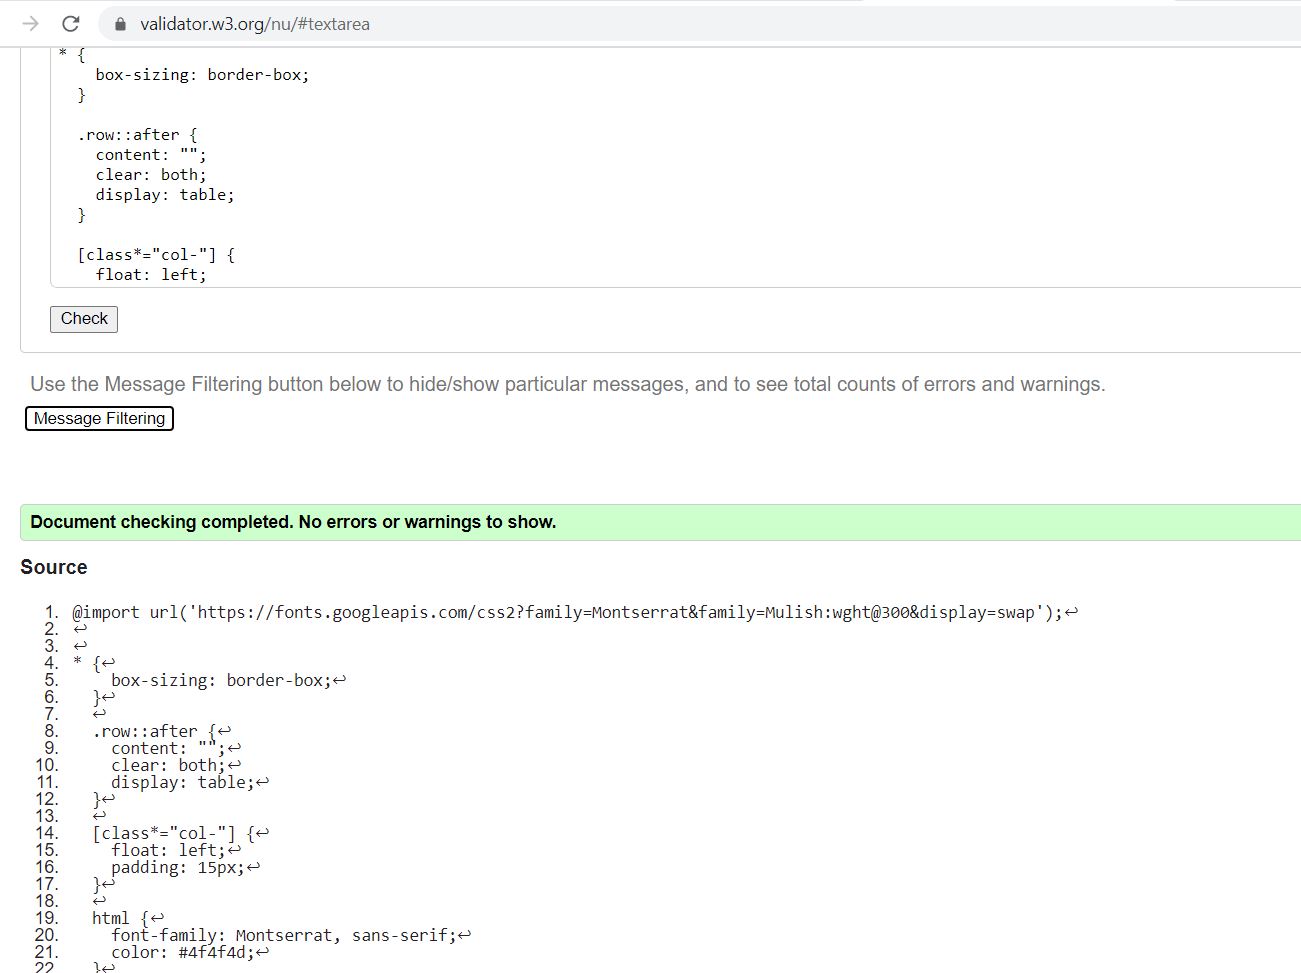 validator.w3.org/nu/#textarea
* {
box-sizing: border-box;
}
.row::after {
content: "";
clear: both;
display: table;
}
[class*="col-"] {
float: left;
Check
Use the Message Filtering button below to hide/show particular messages, and to see total counts of errors and warnings.
Message Filtering
Document checking completed. No errors or warnings to show.
Source
1. @import url('https://fonts.googleapis.com/css2?family=Montserrat&family=Mulish:wght@300&display=swap');↩
2. ↩
3. ↩
4. * {↩
5. box-sizing: border-box;↩
6. }↩
7. ↩
8. .row::after {↩
9. content: "";↩
10. clear: both;↩
11. display: table;↩
12. }↩
13. ↩
14. [class*="col-"] {↩
15. float: left;↩
16. padding: 15px;↩
17. }↩
18. ↩
19. html {↩
20. font-family: Montserrat, sans-serif;↩
21. color: #4f4f4d;↩
22. }↩